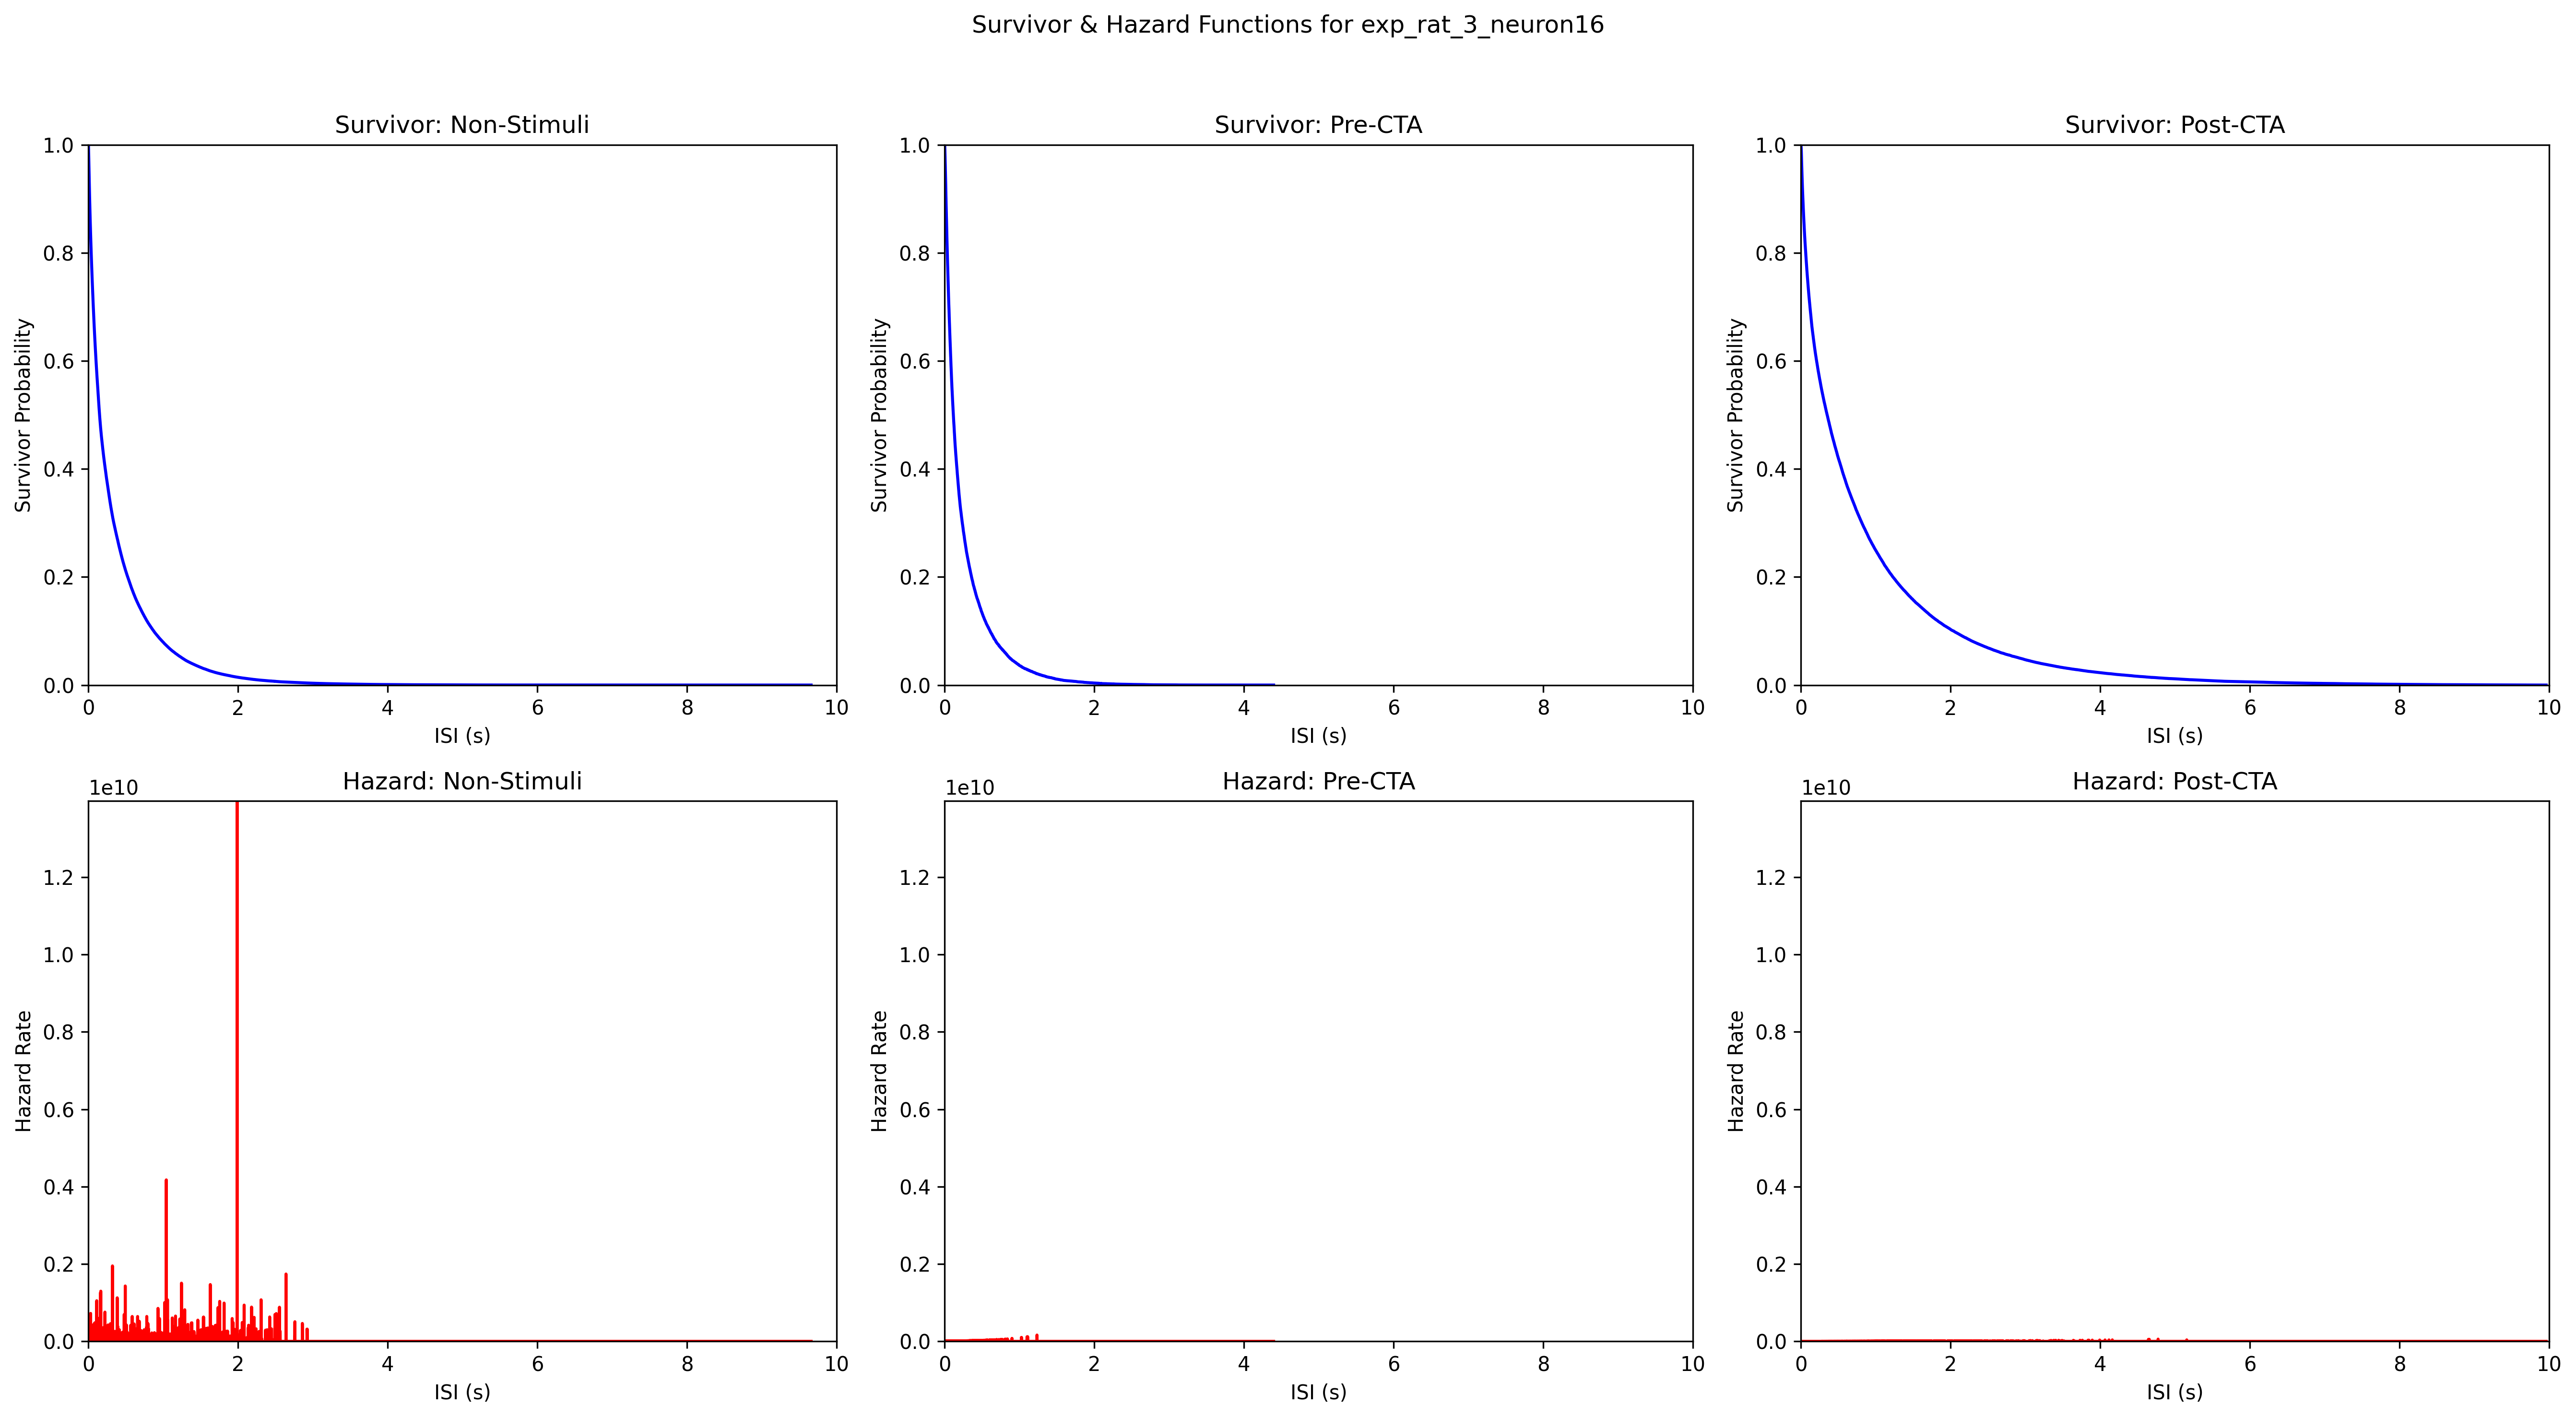 Survivor & Hazard Functions for exp_rat_3_neuron16
Survivor: Non-Stimuli
Survivor Probability
1.0
0.8
0.6
0.4
0.2
0.0
0 2 4 6 8 10
ISI (s)
Survivor: Pre-CTA
Survivor Probability
1.0
0.8
0.6
0.4
0.2
0.0
0 2 4 6 8 10
ISI (s)
Survivor: Post-CTA
Survivor Probability
1.0
0.8
0.6
0.4
0.2
0.0
0 2 4 6 8 10
ISI (s)
Hazard: Non-Stimuli
1e10
Hazard Rate
1.2
1.0
0.8
0.6
0.4
0.2
0.0
0 2 4 6 8 10
ISI (s)
Hazard: Pre-CTA
1e10
Hazard Rate
1.2
1.0
0.8
0.6
0.4
0.2
0.0
0 2 4 6 8 10
ISI (s)
Hazard: Post-CTA
1e10
Hazard Rate
1.2
1.0
0.8
0.6
0.4
0.2
0.0
0 2 4 6 8 10
ISI (s)